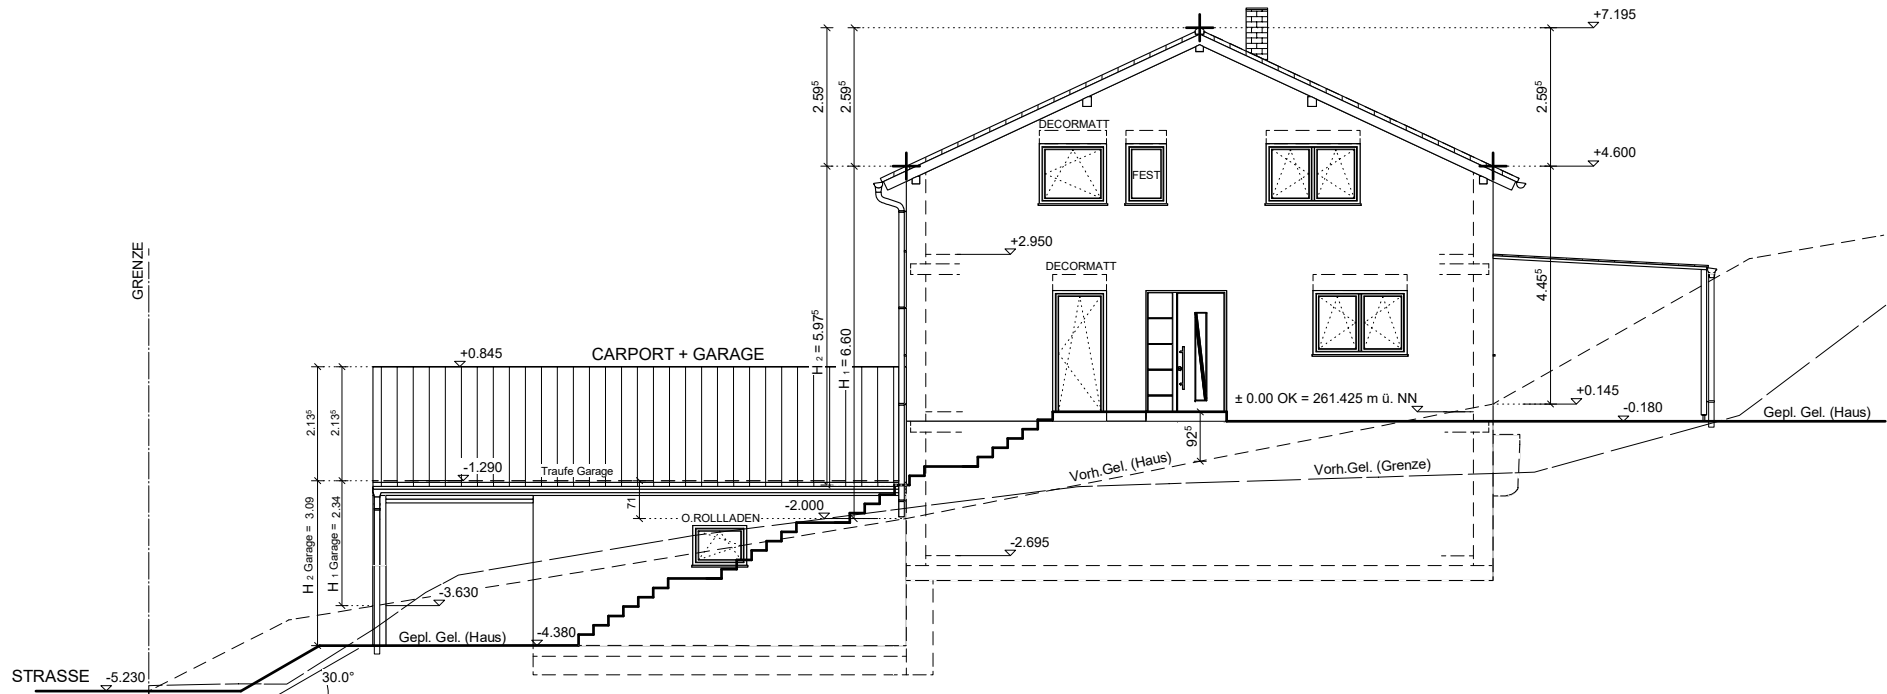 +7.195
2.59⁵
2.59⁵
2.59⁵
DECORMATT
+4.600
FEST
GRENZE
+2.950
DECORMATT
4.45⁵
H 2 = 5.97⁵
H 1 = 6.60
+0.845
CARPORT + GARAGE
± 0.00 OK = 261.425 m ü. NN
+0.145
-0.180
Gepl. Gel. (Haus)
2.13⁵
2.13⁵
92⁵
-1.290
Traufe Garage
Vorh.Gel. (Haus)
Vorh.Gel. (Grenze)
71
-2.000
O.ROLLLADEN
H 2 Garage = 3.09
H 1 Garage = 2.34
-2.695
-3.630
Gepl. Gel. (Haus)
-4.380
STRASSE
-5.230
30.0°